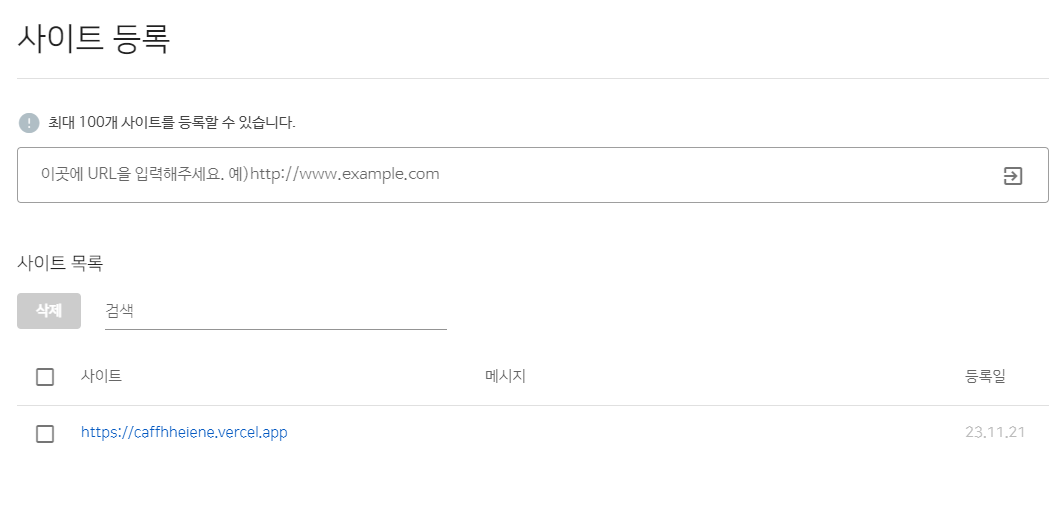 사이트 등록
! 최대 100개 사이트를 등록할 수 있습니다.
이곳에 URL을 입력해주세요. 예)http://www.example.com
사이트 목록
삭제 검색
사이트 메시지 등록일
https://caffhheiene.vercel.app 23.11.21